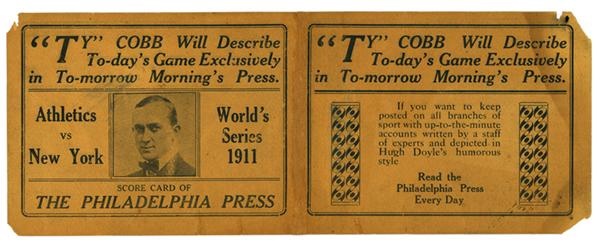 "TY" COBB Will Describe
To-day's Game Exclusively
in To-morrow Morning's Press.
Athletics
vs
New York
World's
Series
1911
SCORE CARD OF
THE PHILADELPHIA PRESS
"TY" COBB Will Describe
To-day's Game Exclusively
in To-morrow Morning's Press.
If you want to keep
posted on all branches of
sport with up-to-the-minute
accounts written by a staff
of experts and depicted in
Hugh Doyle's humorous
style
Read the
Philadelphia Press
Every Day